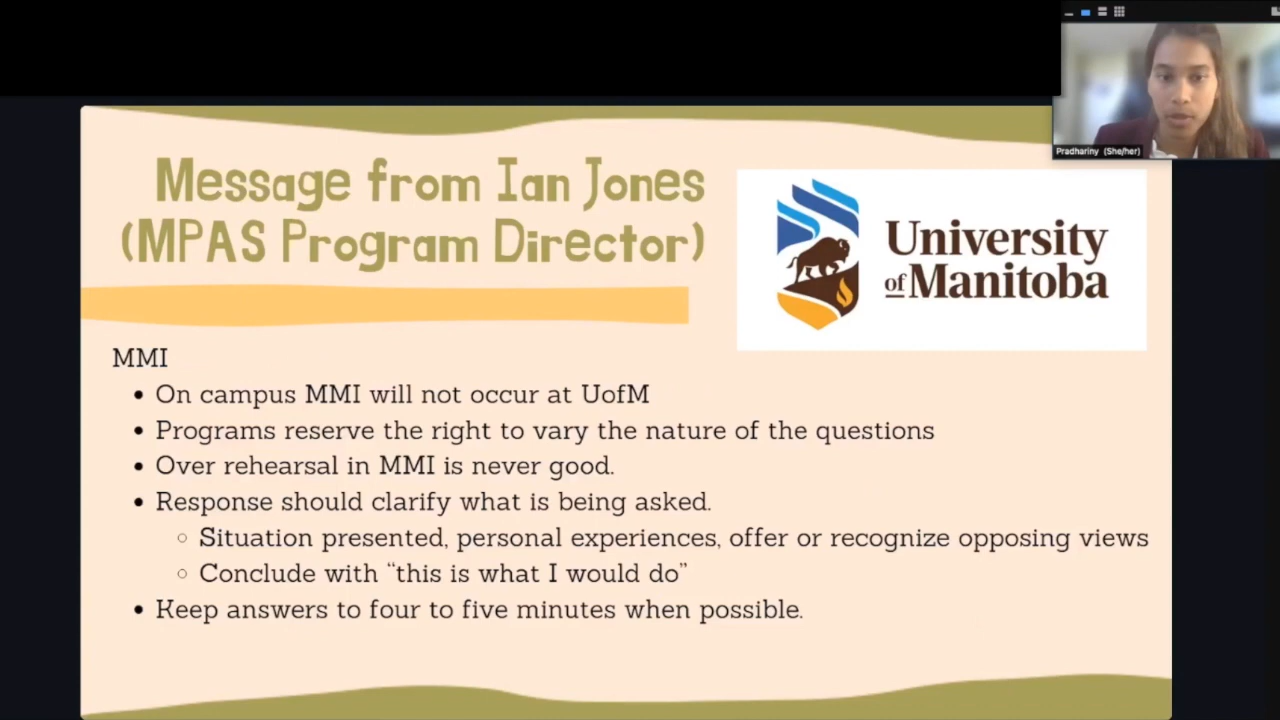 Pradhariny (She/her)
Message from Ian Jones
(MPAS Program Director)
University
of Manitoba
MMI
• On campus MMI will not occur at UofM
• Programs reserve the right to vary the nature of the questions
• Over rehearsal in MMI is never good.
• Response should clarify what is being asked.
○ Situation presented, personal experiences, offer or recognize opposing views
○ Conclude with “this is what I would do”
• Keep answers to four to five minutes when possible.